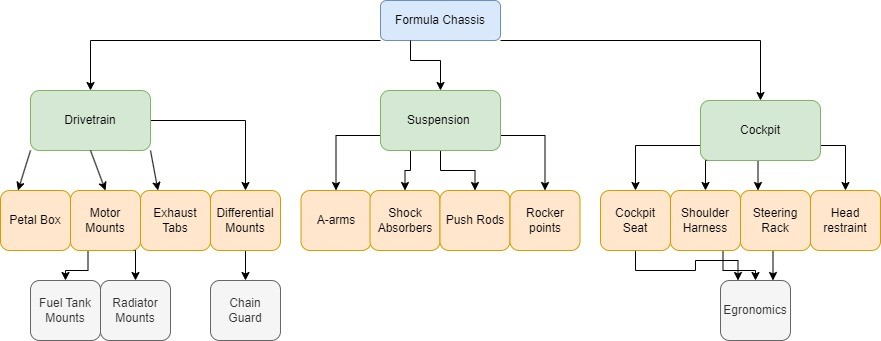 Formula Chassis
Drivetrain
Suspension
Cockpit
Petal Box
Motor
Mounts
Exhaust
Tabs
Differential
Mounts
A-arms
Shock
Absorbers
Push Rods
Rocker
points
Cockpit
Seat
Shoulder
Harness
Steering
Rack
Head
restraint
Fuel Tank
Mounts
Radiator
Mounts
Chain
Guard
Egronomics